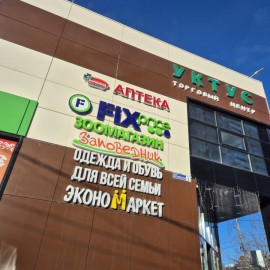 УКТУС
ТОРГОВЫЙ ЦЕНТР
АПТЕКА
FIX price
ЗООМАГАЗИН
Заповедник
ОДЕЖДА И ОБУВЬ
ДЛЯ ВСЕЙ СЕМЬИ
ЭКОНОМАРКЕТ